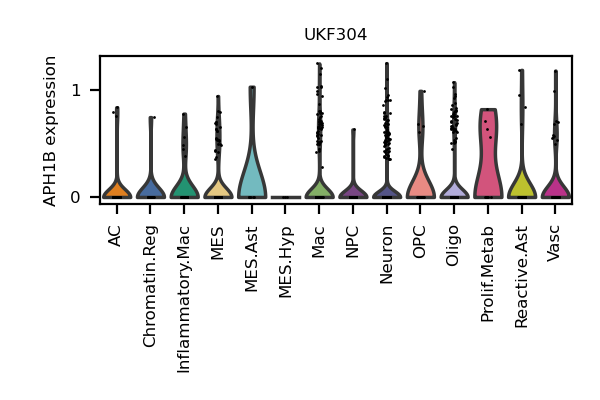 UKF304
APH1B expression
1
0
AC
Chromatin.Reg
Inflammatory.Mac
MES
MES.Ast
MES.Hyp
Mac
NPC
Neuron
OPC
Oligo
Prolif.Metab
Reactive.Ast
Vasc